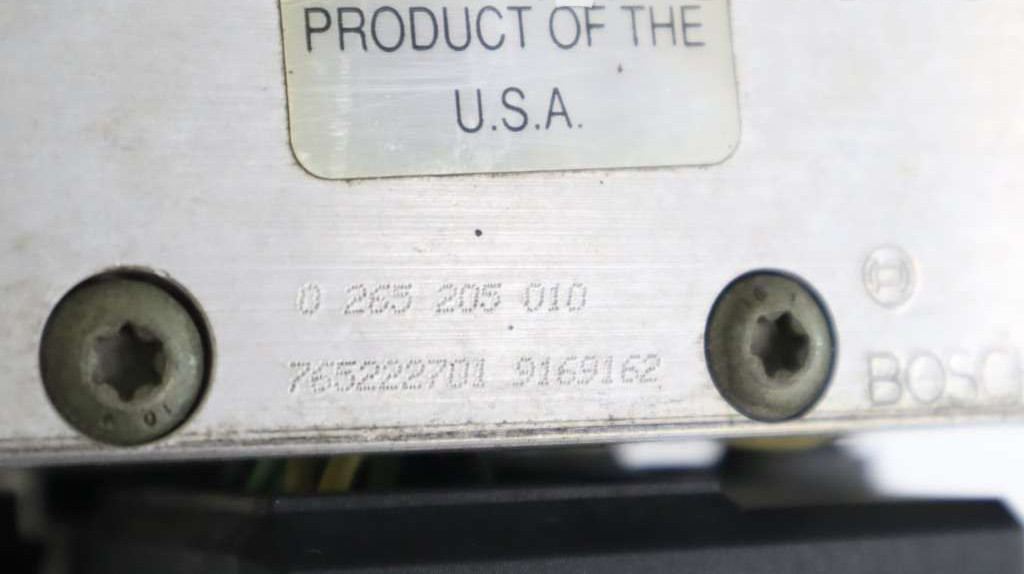 PRODUCT OF THE
U.S.A.
0 265 205 010
765222701 9169162
BOSC